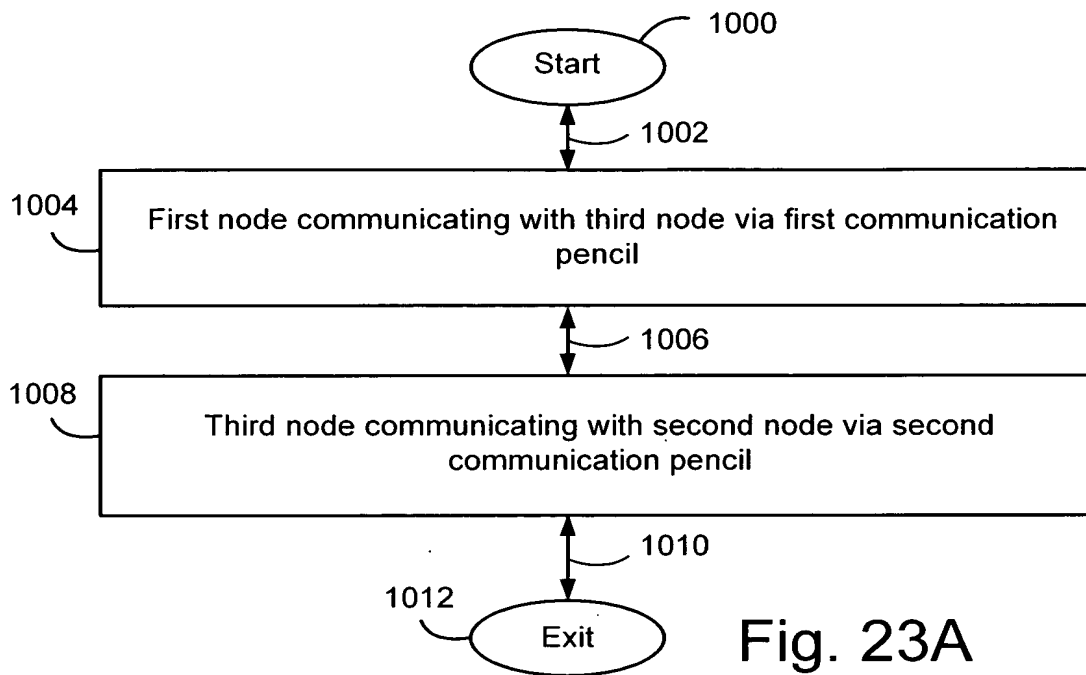 1000
Start
1002
1004
First node communicating with third node via first communication
pencil
1006
1008
Third node communicating with second node via second
communication pencil
1010
1012
Exit
Fig. 23A